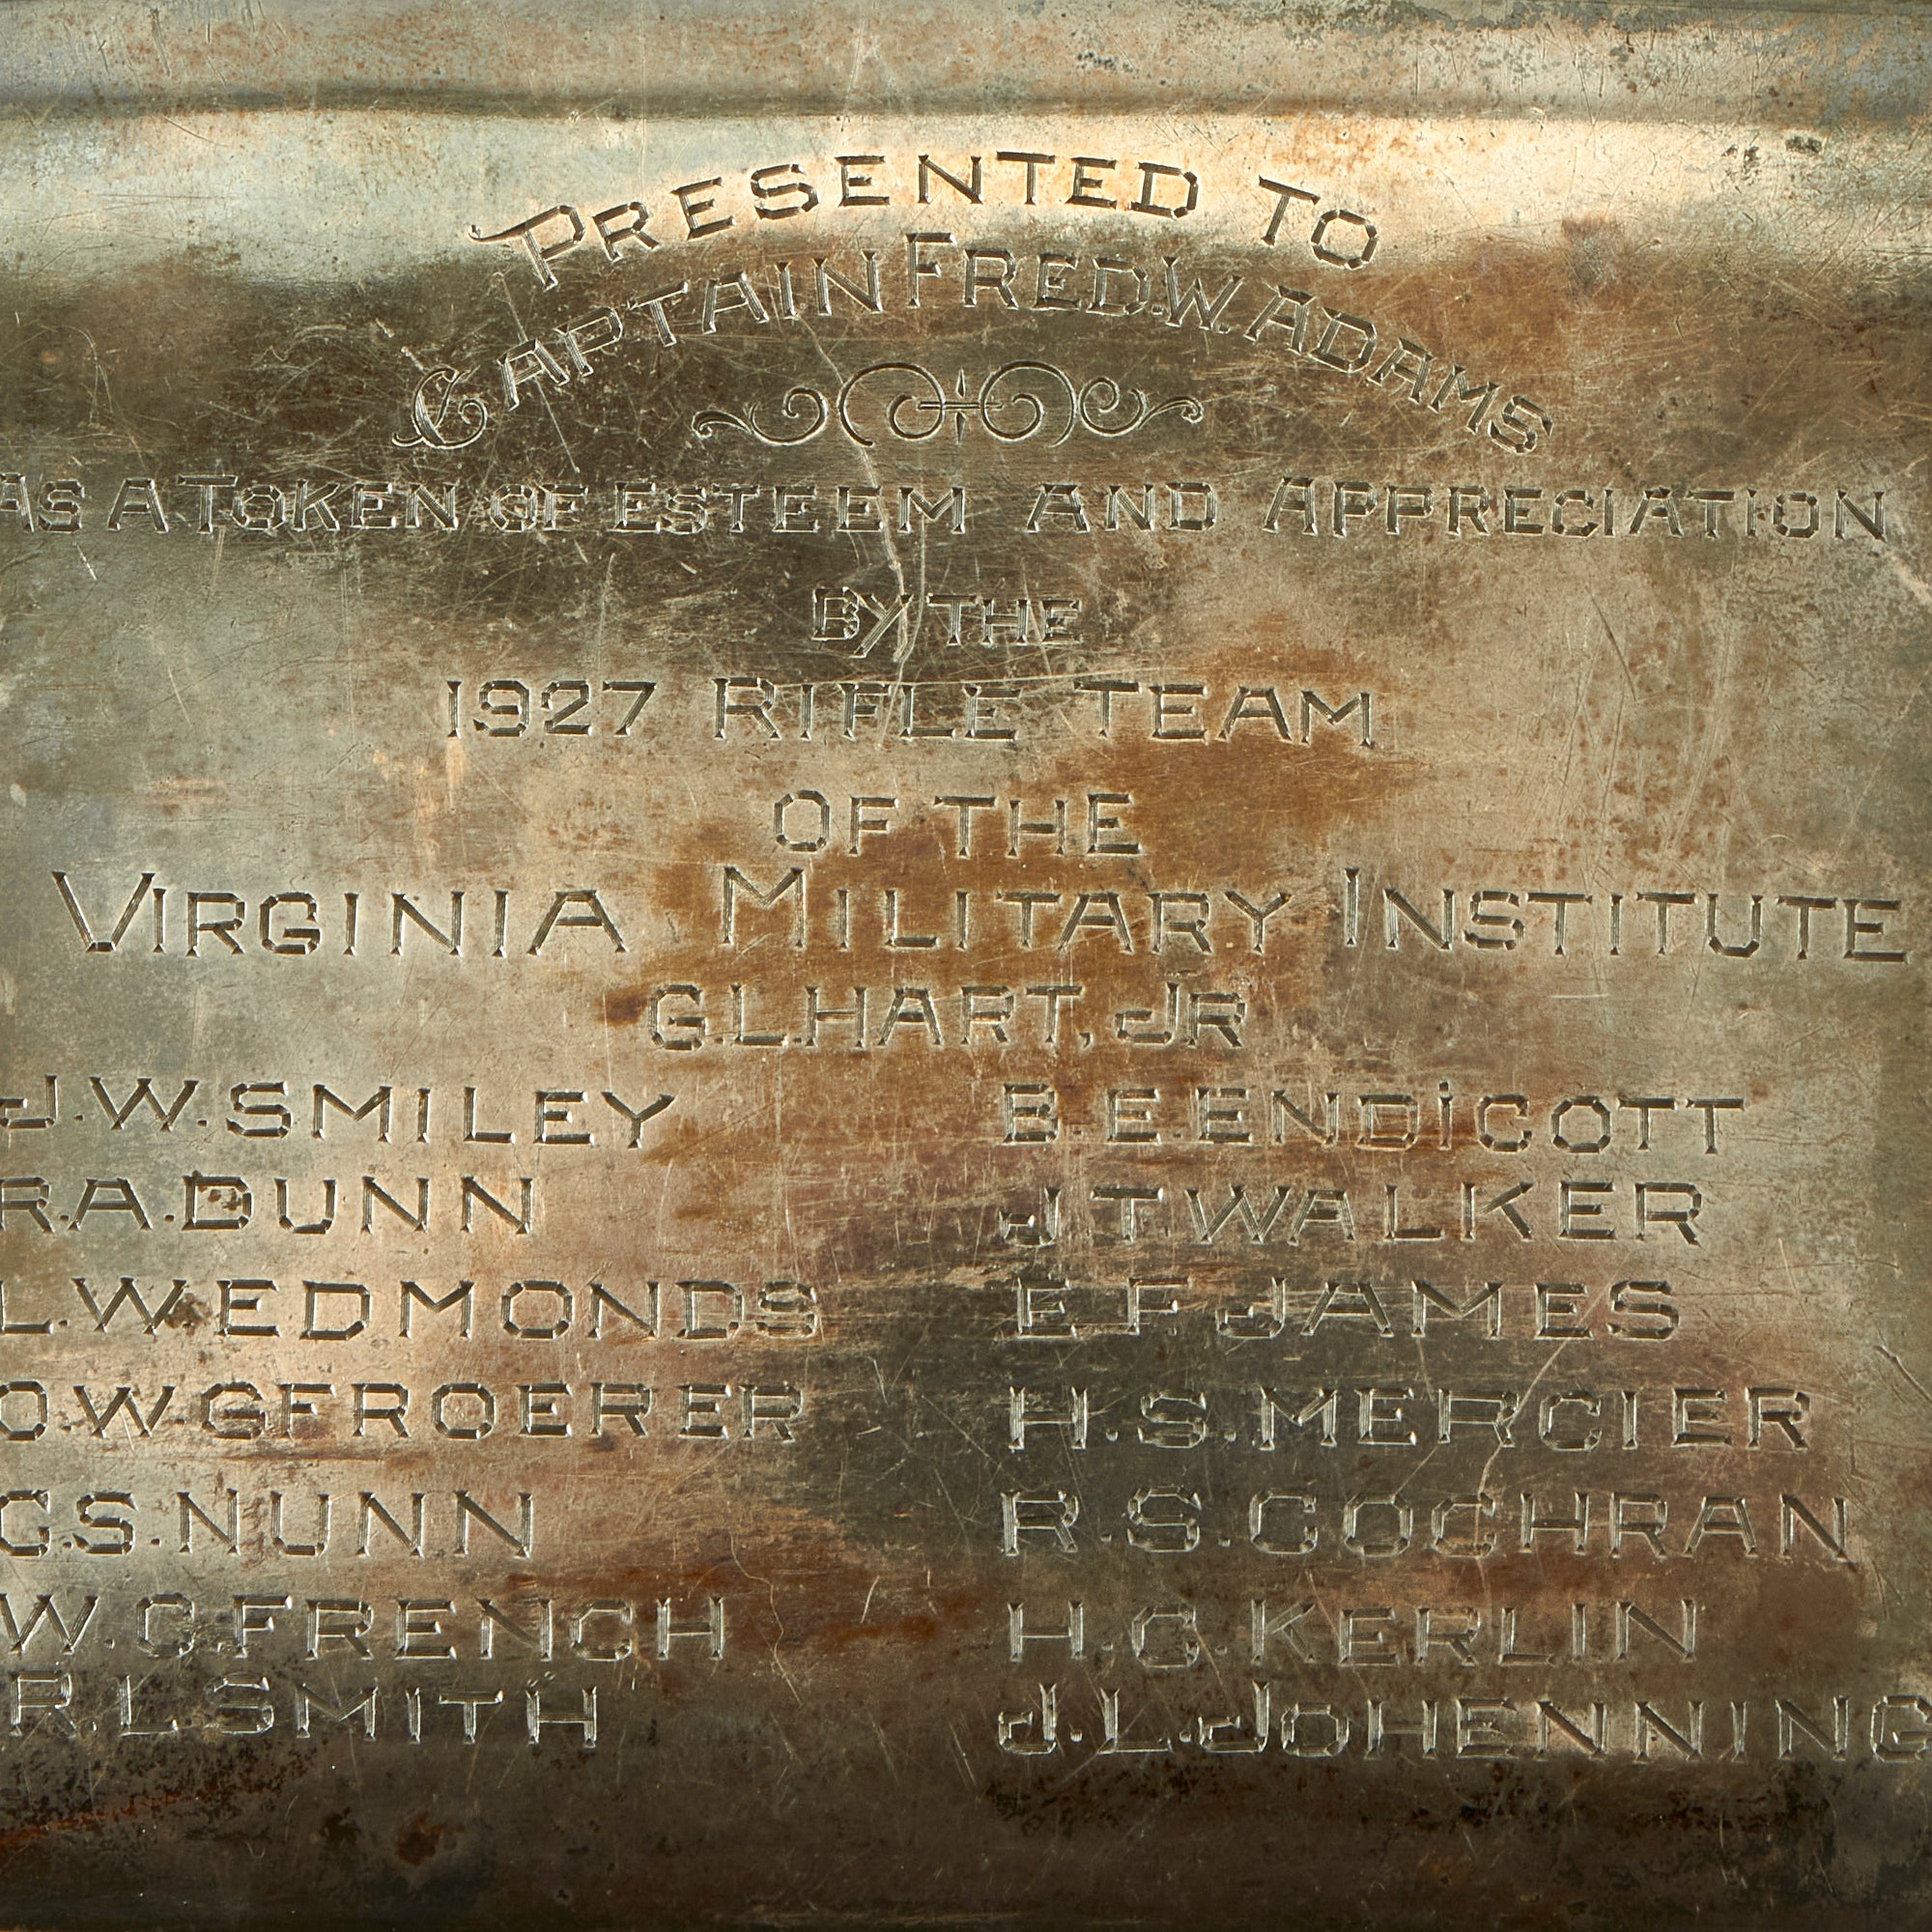 PRESENTED TO
CAPTAIN FRED.W.ADAMS
AS A TOKEN OF ESTEEM AND APPRECIATION
BY THE
1927 RIFLE TEAM
OF THE
VIRGINIA MILITARY INSTITUTE
G.L.HART, JR
J.W.SMILEY B.E.ENDICOTT
R.A.DUNN J.T.WALKER
L.W.EDMONDS E.F.JAMES
O.W.GFROERER H.S.MERCIER
C.S.NUNN R.S.COCHRAN
W.C.FRENCH H.G.KERLIN
R.L.SMITH J.L.JOHENNING